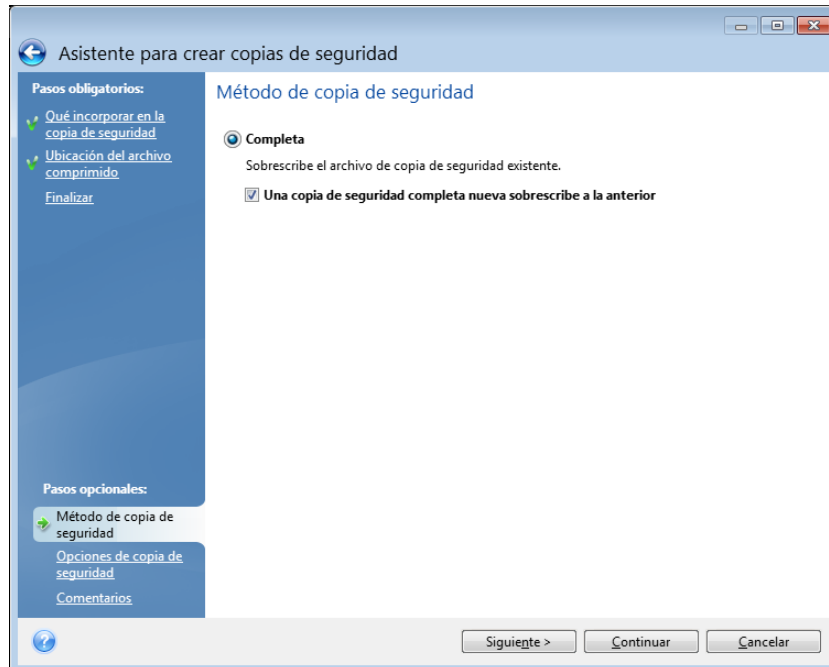 Asistente para crear copias de seguridad
Pasos obligatorios:
Qué incorporar en la
copia de seguridad
Ubicación del archivo
comprimido
Finalizar
Método de copia de seguridad
Completa
Sobrescribe el archivo de copia de seguridad existente.
Una copia de seguridad completa nueva sobrescribe a la anterior
Pasos opcionales:
Método de copia de
seguridad
Opciones de copia de
seguridad
Comentarios
?
Siguiente >
Continuar
Cancelar